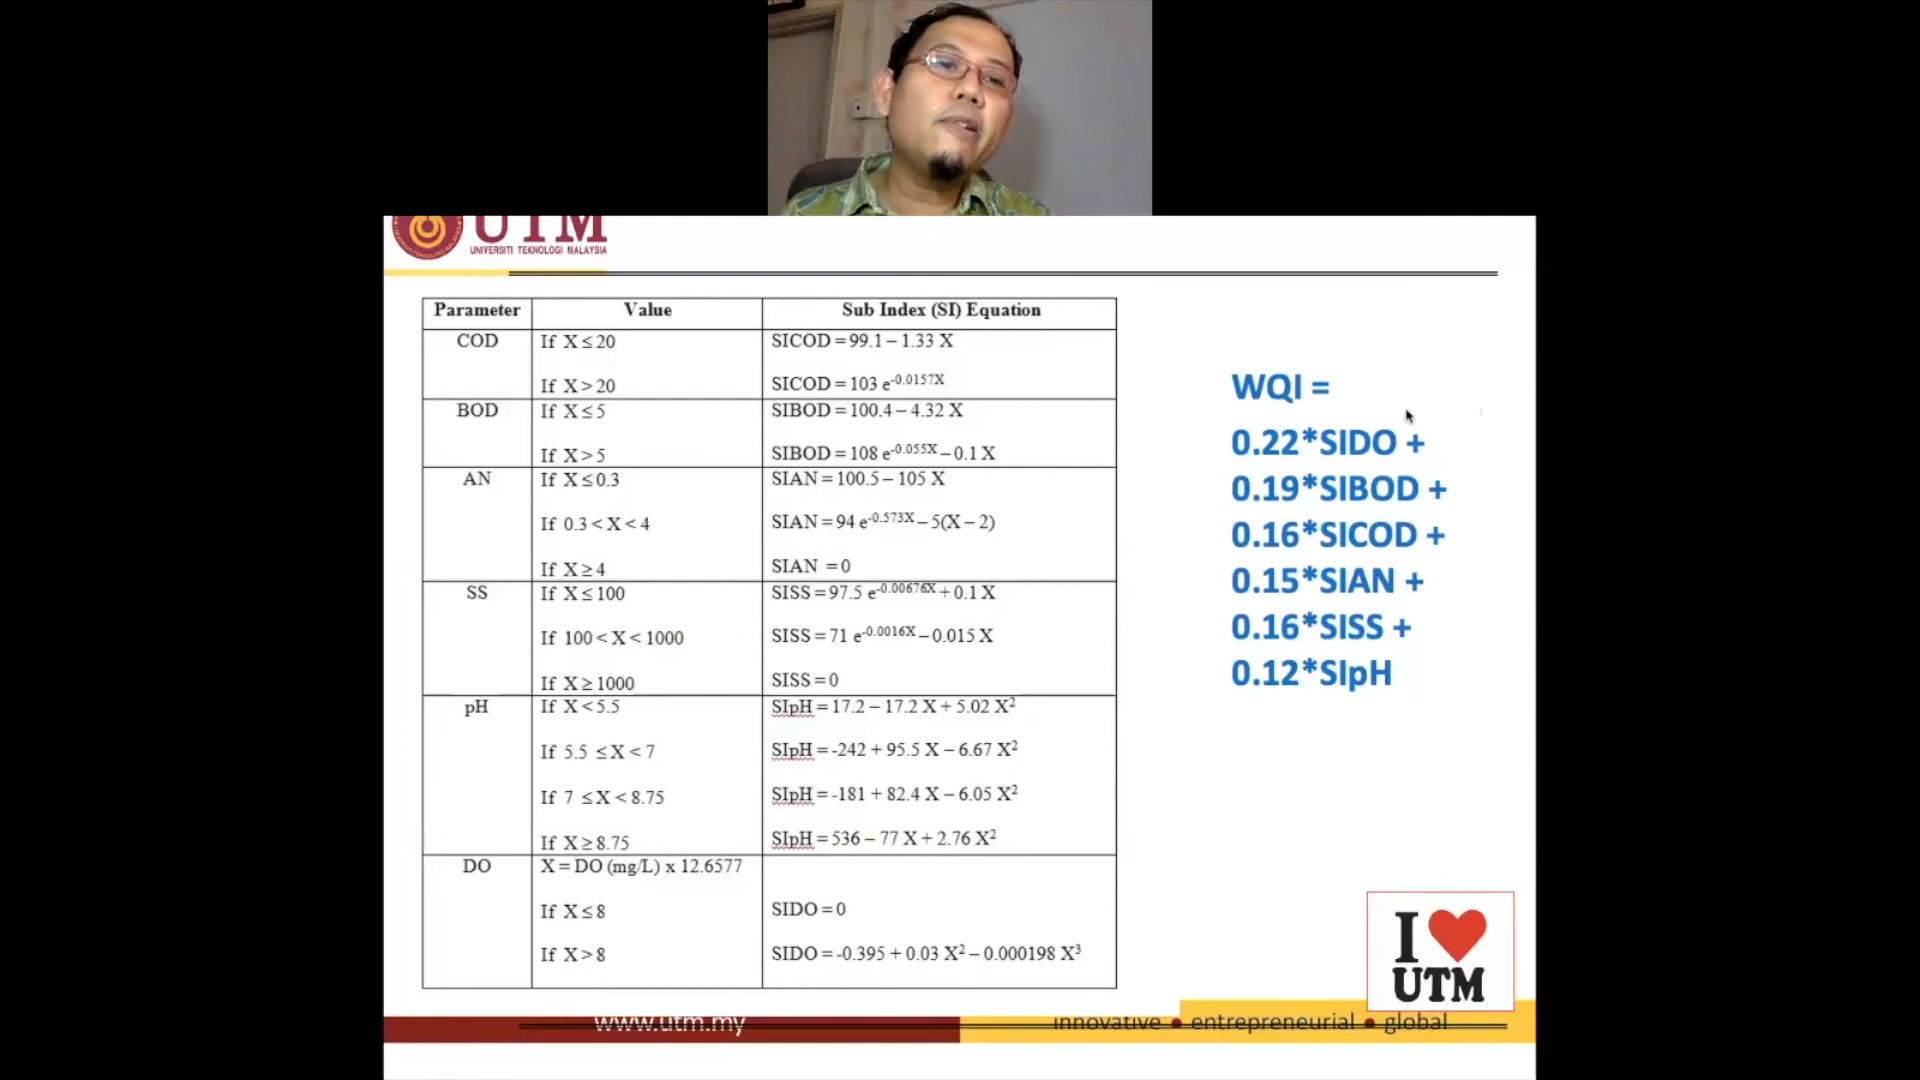 UTM
UNIVERSITI TEKNOLOGI MALAYSIA
Parameter Value Sub Index (SI) Equation
COD If X ≤ 20 SICOD = 99.1 – 1.33 X
If X > 20 SICOD = 103 e^-0.0157X
BOD If X ≤ 5 SIBOD = 100.4 – 4.32 X
If X > 5 SIBOD = 108 e^-0.055X – 0.1 X
AN If X ≤ 0.3 SIAN = 100.5 – 105 X
If 0.3 < X < 4 SIAN = 94 e^-0.573X – 5(X – 2)
If X ≥ 4 SIAN = 0
SS If X ≤ 100 SISS = 97.5 e^-0.00676X + 0.1 X
If 100 < X < 1000 SISS = 71 e^-0.0016X – 0.015 X
If X ≥ 1000 SISS = 0
pH If X < 5.5 SIpH = 17.2 – 17.2 X + 5.02 X²
If 5.5 ≤ X < 7 SIpH = -242 + 95.5 X – 6.67 X²
If 7 ≤ X < 8.75 SIpH = -181 + 82.4 X – 6.05 X²
If X ≥ 8.75 SIpH = 536 – 77 X + 2.76 X²
DO X = DO (mg/L) x 12.6577
If X ≤ 8 SIDO = 0
If X > 8 SIDO = -0.395 + 0.03 X² – 0.000198 X³
WQI =
0.22*SIDO +
0.19*SIBOD +
0.16*SICOD +
0.15*SIAN +
0.16*SISS +
0.12*SIpH
I ♥
UTM
www.utm.my
innovative ● entrepreneurial ● global